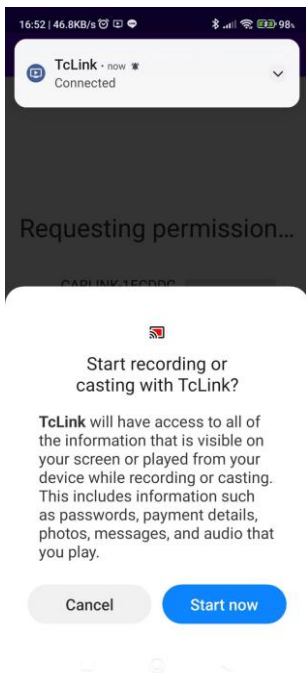 16:52 | 46.8KB/s 98%
TcLink · now
Connected
Requesting permission...
CARLINK-1FCDDC
Start recording or
casting with TcLink?
TcLink will have access to all of
the information that is visible on
your screen or played from your
device while recording or casting.
This includes information such
as passwords, payment details,
photos, messages, and audio that
you play.
Cancel
Start now